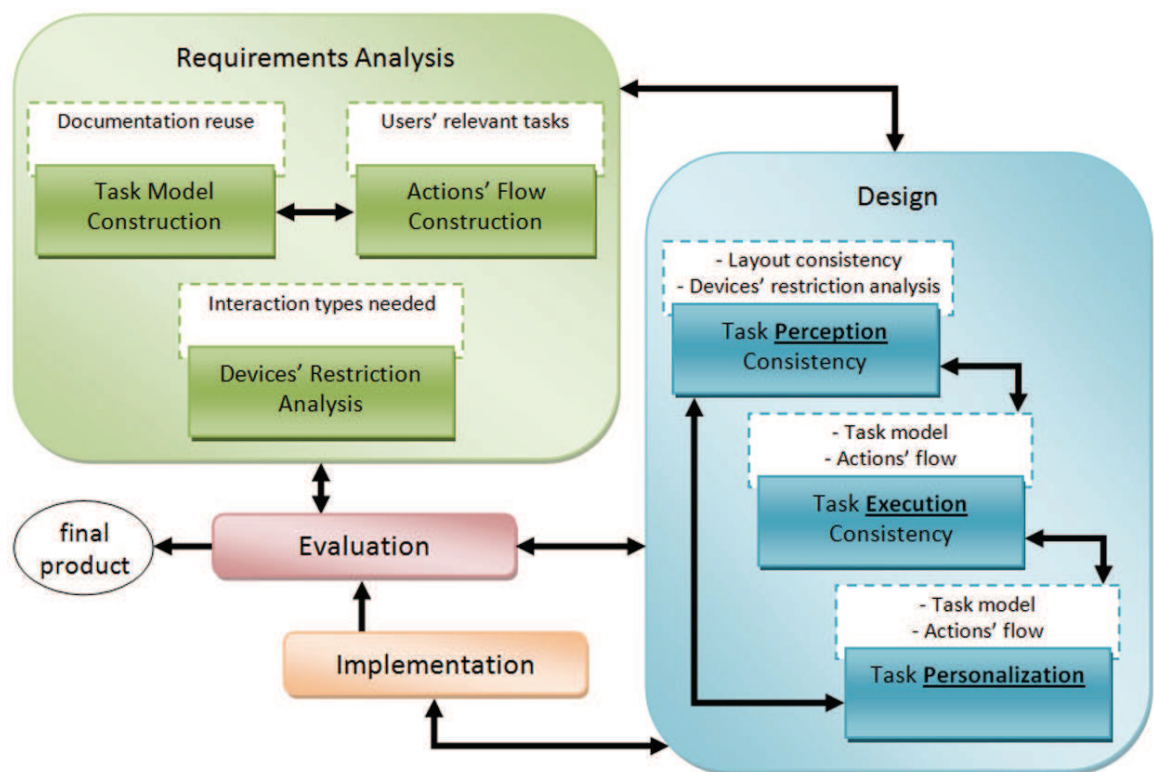 Requirements Analysis
Documentation reuse
Task Model
Construction
Users' relevant tasks
Actions' Flow
Construction
Interaction types needed
Devices' Restriction
Analysis
Design
- Layout consistency
- Devices' restriction analysis
Task Perception
Consistency
- Task model
- Actions' flow
Task Execution
Consistency
- Task model
- Actions' flow
Task Personalization
final
product
Evaluation
Implementation